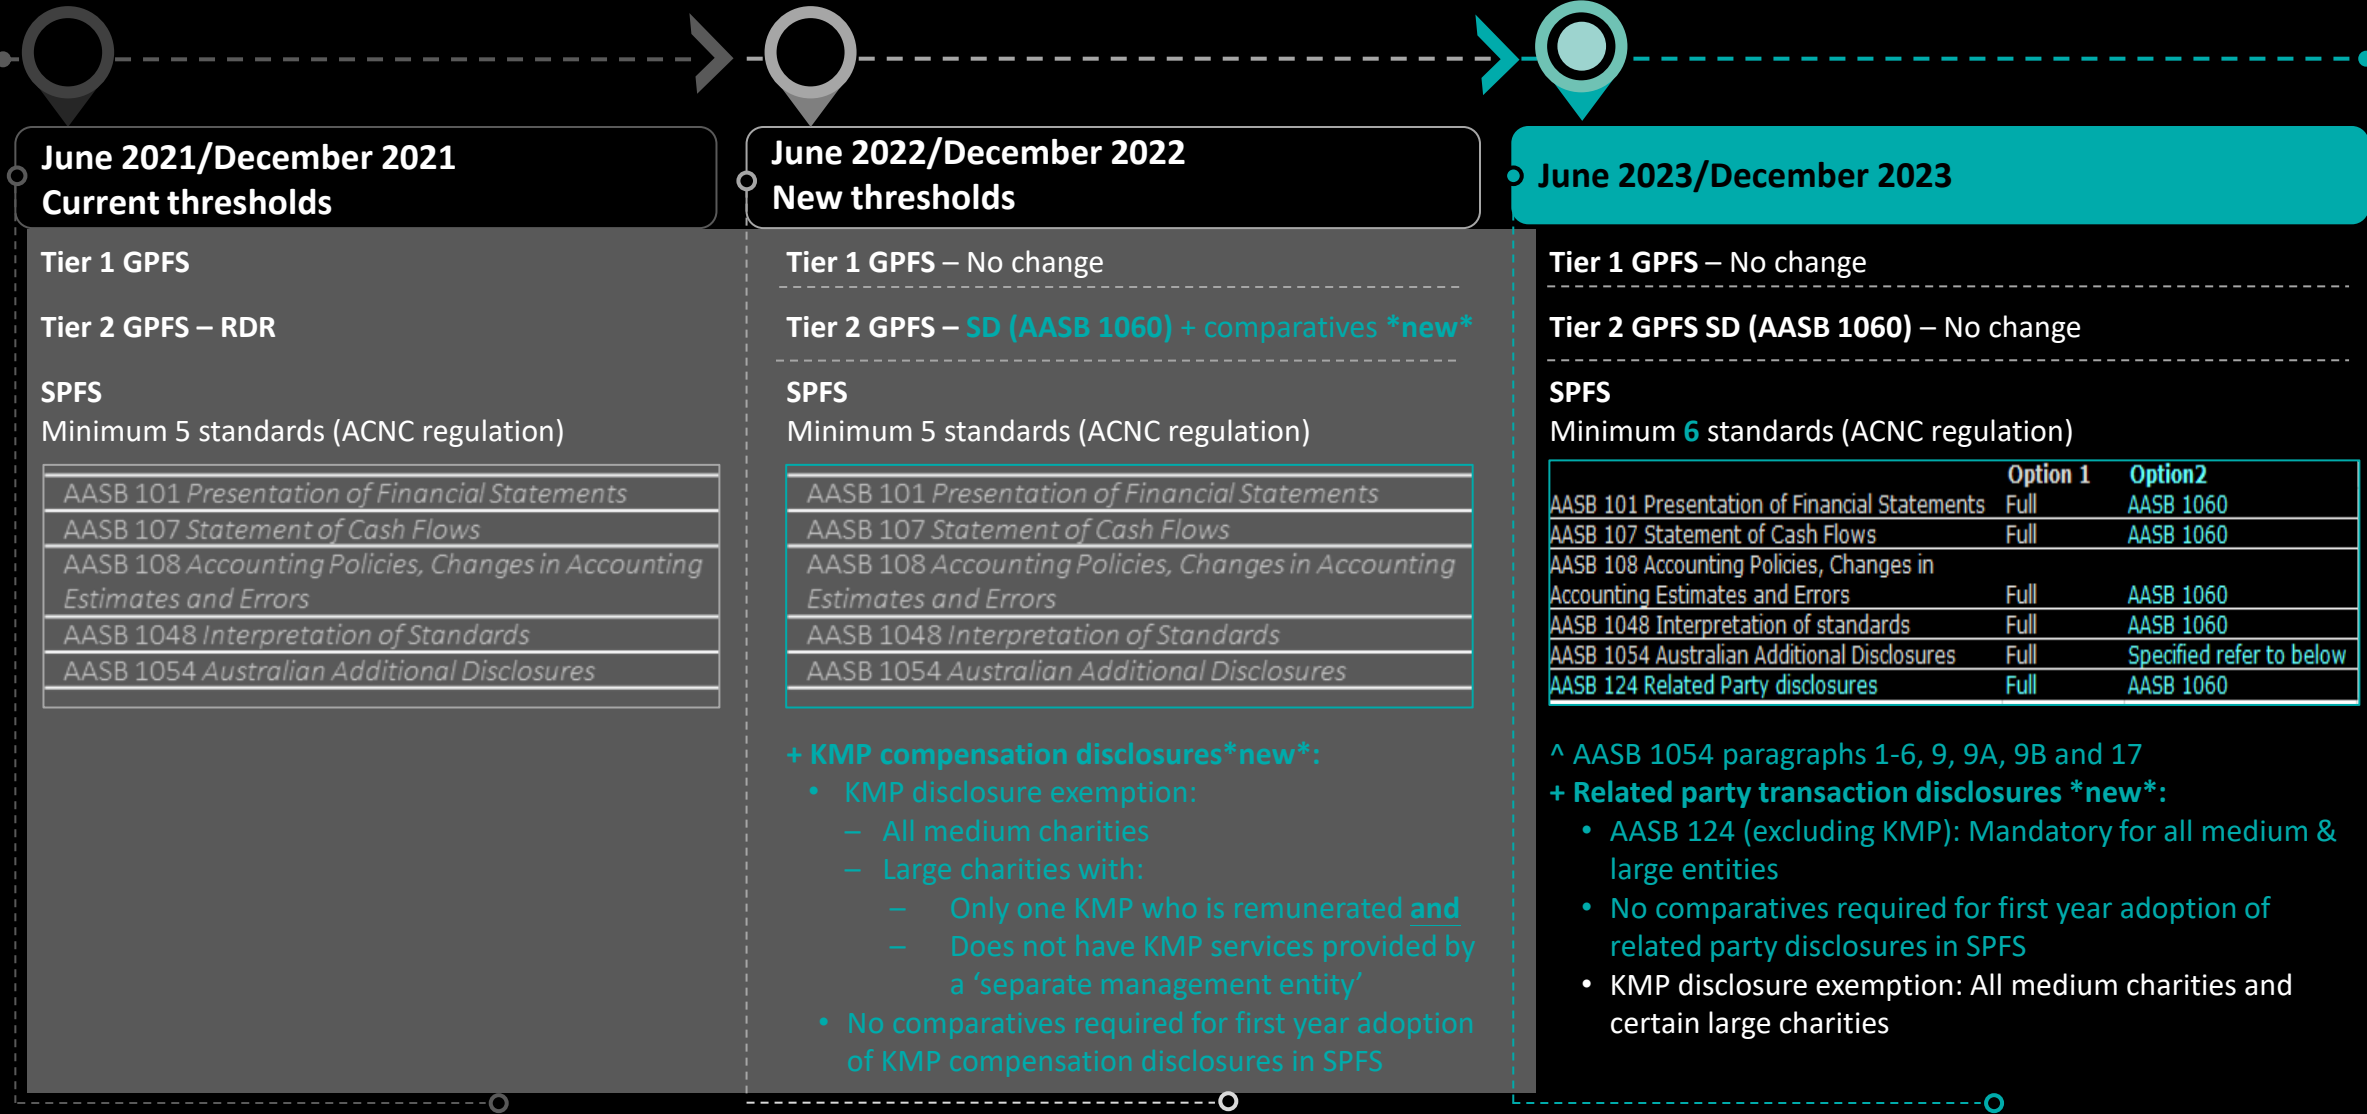 June 2021/December 2021
Current thresholds
Tier 1 GPFS
Tier 2 GPFS – RDR
SPFS
Minimum 5 standards (ACNC regulation)
AASB 101 Presentation of Financial Statements
AASB 107 Statement of Cash Flows
AASB 108 Accounting Policies, Changes in Accounting
Estimates and Errors
AASB 1048 Interpretation of Standards
AASB 1054 Australian Additional Disclosures
June 2022/December 2022
New thresholds
Tier 1 GPFS – No change
Tier 2 GPFS – SD (AASB 1060) + comparatives *new*
SPFS
Minimum 5 standards (ACNC regulation)
AASB 101 Presentation of Financial Statements
AASB 107 Statement of Cash Flows
AASB 108 Accounting Policies, Changes in Accounting
Estimates and Errors
AASB 1048 Interpretation of Standards
AASB 1054 Australian Additional Disclosures
+ KMP compensation disclosures*new*:
• KMP disclosure exemption:
– All medium charities
– Large charities with:
– Only one KMP who is remunerated and
– Does not have KMP services provided by
a ‘separate management entity’
• No comparatives required for first year adoption
of KMP compensation disclosures in SPFS
June 2023/December 2023
Tier 1 GPFS – No change
Tier 2 GPFS SD (AASB 1060) – No change
SPFS
Minimum 6 standards (ACNC regulation)
Option 1 Option2
AASB 101 Presentation of Financial Statements Full AASB 1060
AASB 107 Statement of Cash Flows Full AASB 1060
AASB 108 Accounting Policies, Changes in
Accounting Estimates and Errors Full AASB 1060
AASB 1048 Interpretation of standards Full AASB 1060
AASB 1054 Australian Additional Disclosures Full Specified refer to below
AASB 124 Related Party disclosures Full AASB 1060
^ AASB 1054 paragraphs 1-6, 9, 9A, 9B and 17
+ Related party transaction disclosures *new*:
• AASB 124 (excluding KMP): Mandatory for all medium &
large entities
• No comparatives required for first year adoption of
related party disclosures in SPFS
• KMP disclosure exemption: All medium charities and
certain large charities